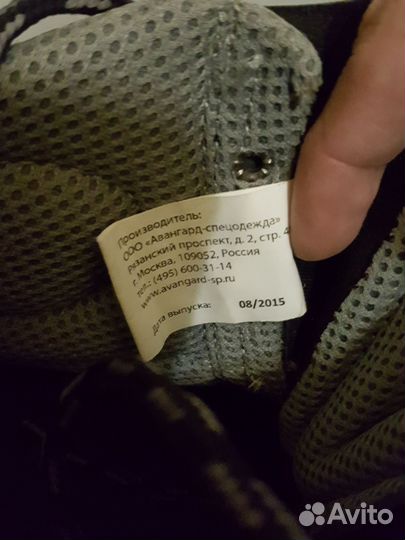 Производитель:
ООО «Авангард-спецодежда»
Рязанский проспект, д. 2, стр.
г. Москва, 109052, Россия
тел.: (495) 600-31-14
www.avangard-sp.ru
Дата выпуска: 08/2015
Avito